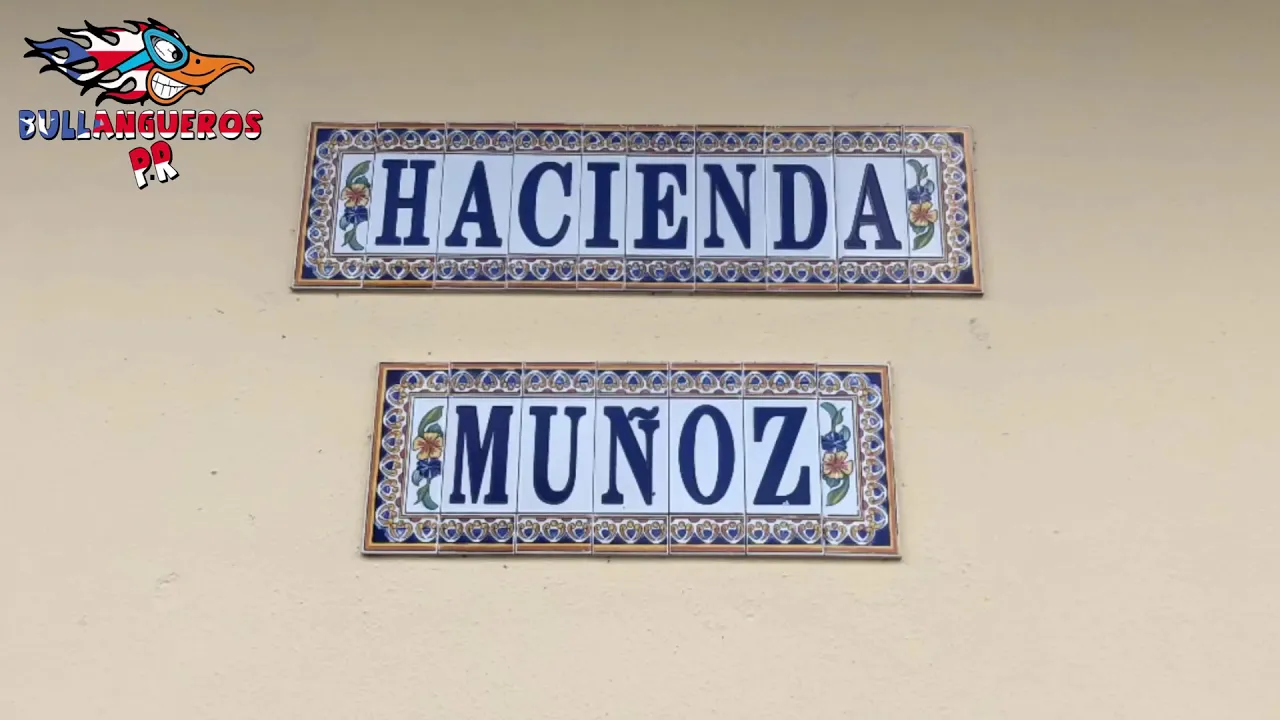 BULLANGUEROS
P.R
HACIENDA
MUÑOZ